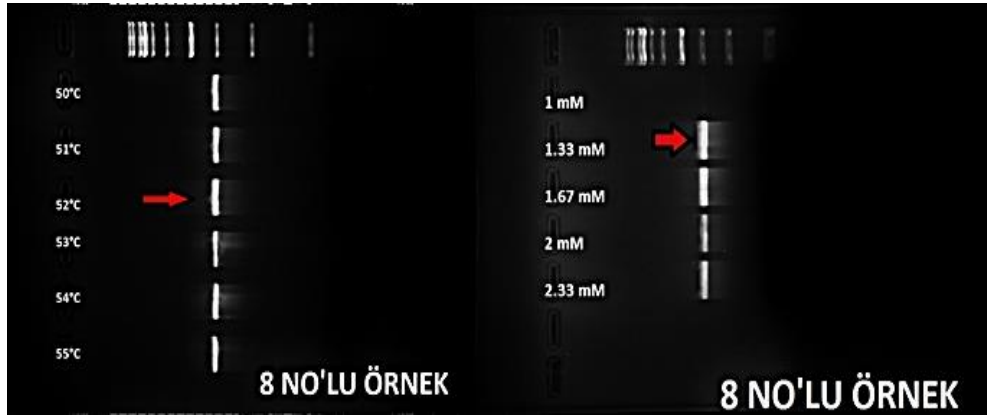 50°C
51°C
52°C
53°C
54°C
55°C
8 NO'LU ÖRNEK
1 mM
1.33 mM
1.67 mM
2 mM
2.33 mM
8 NO'LU ÖRNEK